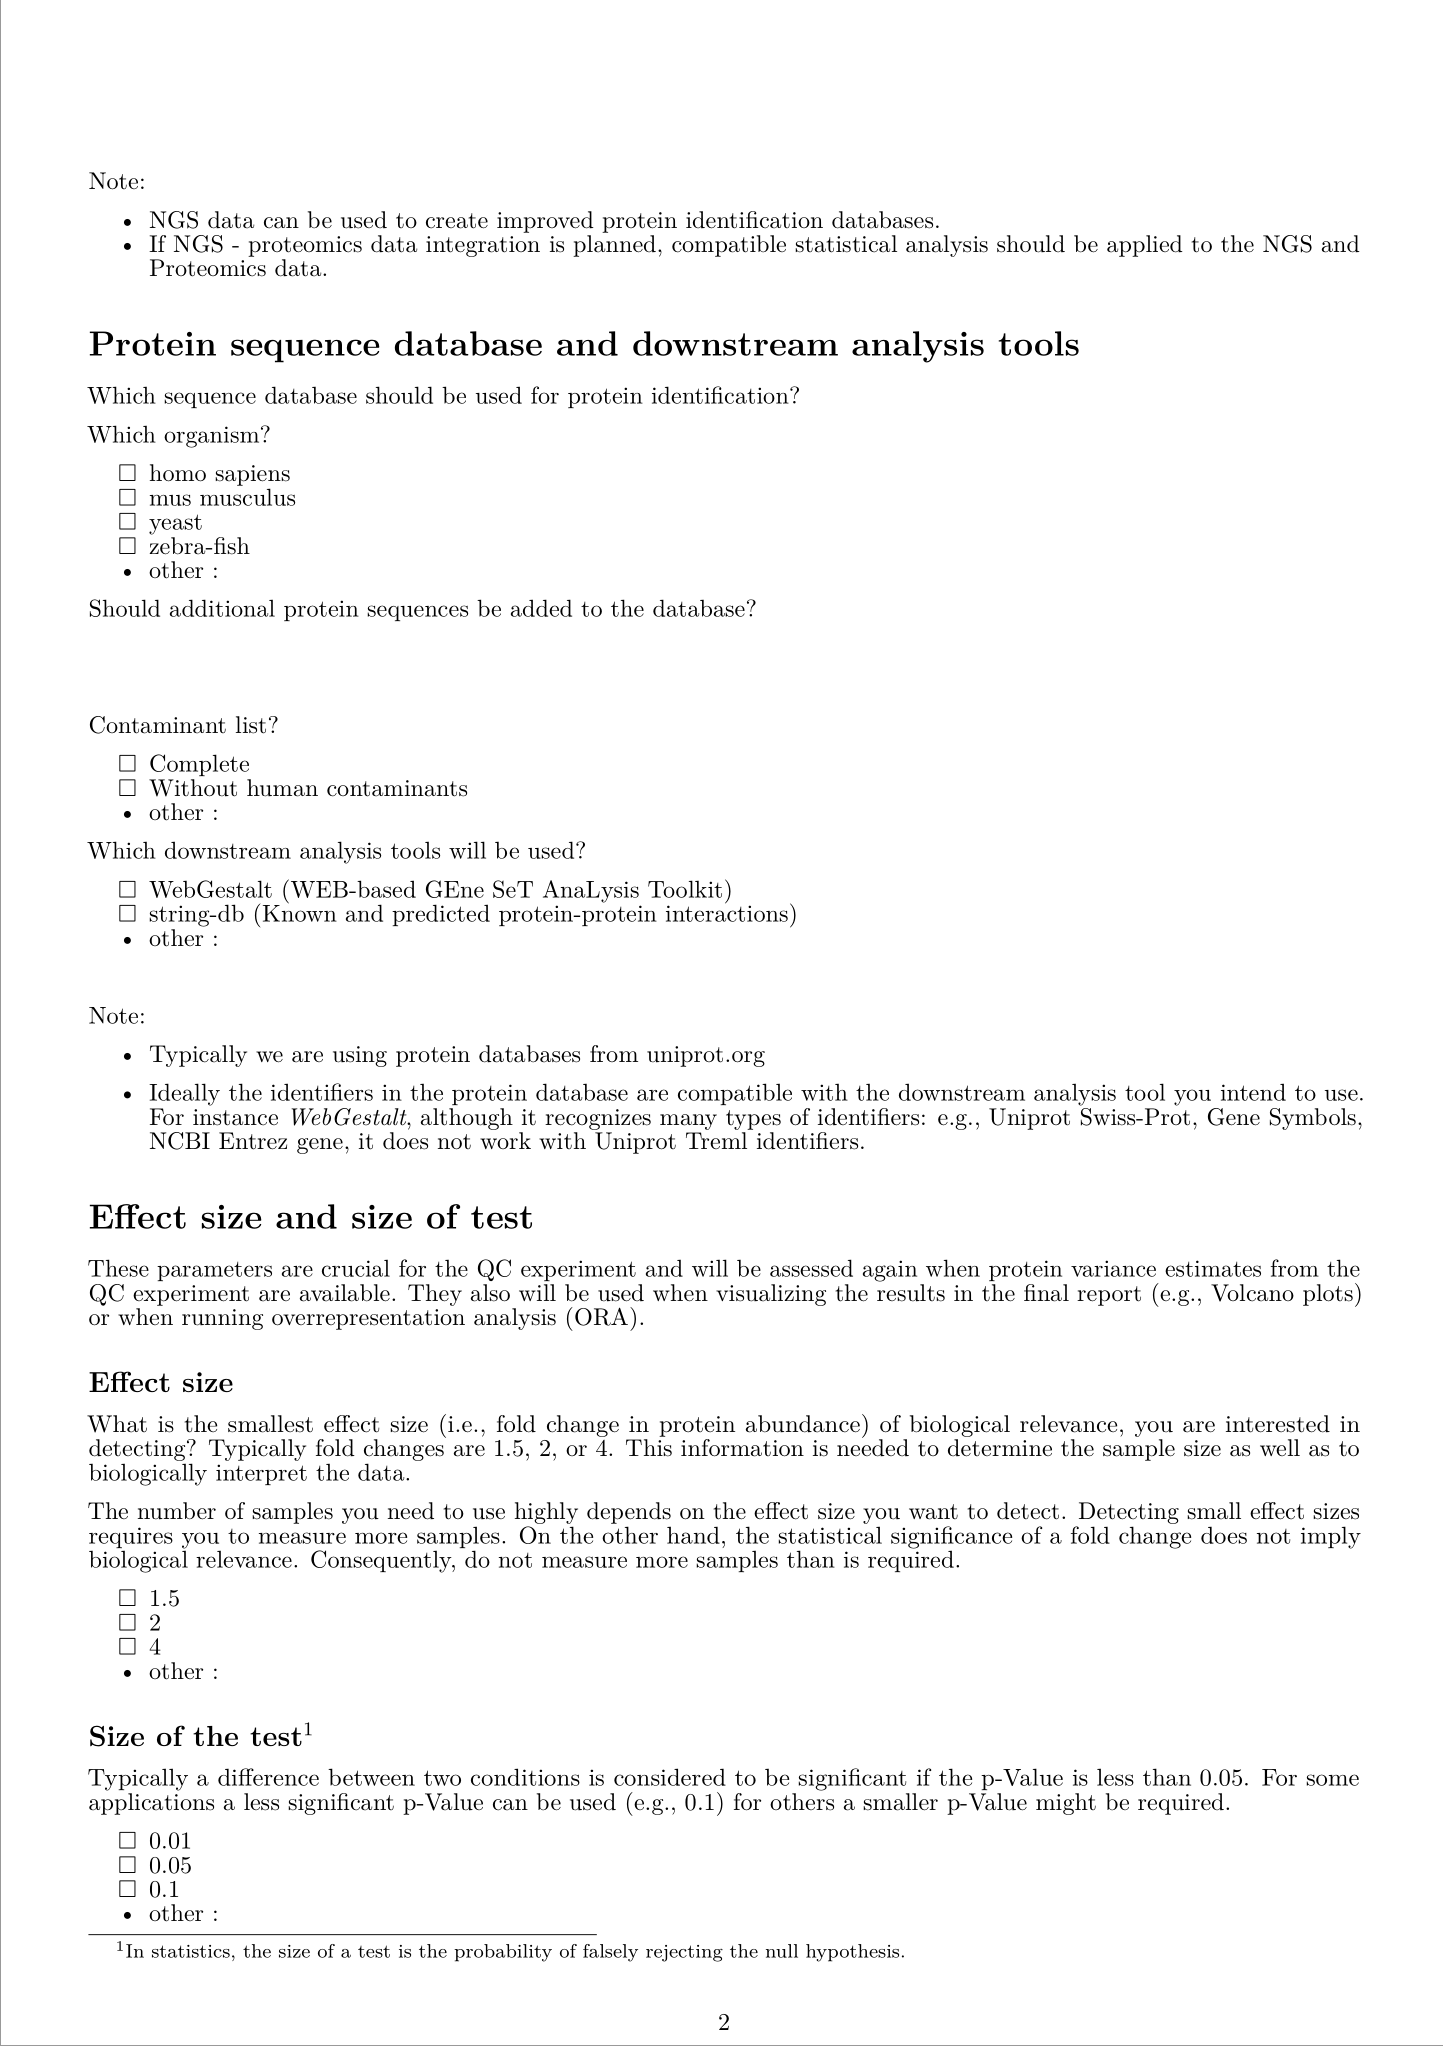 Note:
• NGS data can be used to create improved protein identification databases.
• If NGS - proteomics data integration is planned, compatible statistical analysis should be applied to the NGS and
Proteomics data.
Protein sequence database and downstream analysis tools
Which sequence database should be used for protein identification?
Which organism?
☐ homo sapiens
☐ mus musculus
☐ yeast
☐ zebra-fish
• other :
Should additional protein sequences be added to the database?
Contaminant list?
☐ Complete
☐ Without human contaminants
• other :
Which downstream analysis tools will be used?
☐ WebGestalt (WEB-based GEne SeT AnaLysis Toolkit)
☐ string-db (Known and predicted protein-protein interactions)
• other :
Note:
• Typically we are using protein databases from uniprot.org
• Ideally the identifiers in the protein database are compatible with the downstream analysis tool you intend to use.
For instance WebGestalt, although it recognizes many types of identifiers: e.g., Uniprot Swiss-Prot, Gene Symbols,
NCBI Entrez gene, it does not work with Uniprot Treml identifiers.
Effect size and size of test
These parameters are crucial for the QC experiment and will be assessed again when protein variance estimates from the
QC experiment are available. They also will be used when visualizing the results in the final report (e.g., Volcano plots)
or when running overrepresentation analysis (ORA).
Effect size
What is the smallest effect size (i.e., fold change in protein abundance) of biological relevance, you are interested in
detecting? Typically fold changes are 1.5, 2, or 4. This information is needed to determine the sample size as well as to
biologically interpret the data.
The number of samples you need to use highly depends on the effect size you want to detect. Detecting small effect sizes
requires you to measure more samples. On the other hand, the statistical significance of a fold change does not imply
biological relevance. Consequently, do not measure more samples than is required.
☐ 1.5
☐ 2
☐ 4
• other :
Size of the test¹
Typically a difference between two conditions is considered to be significant if the p-Value is less than 0.05. For some
applications a less significant p-Value can be used (e.g., 0.1) for others a smaller p-Value might be required.
☐ 0.01
☐ 0.05
☐ 0.1
• other :
¹In statistics, the size of a test is the probability of falsely rejecting the null hypothesis.
2